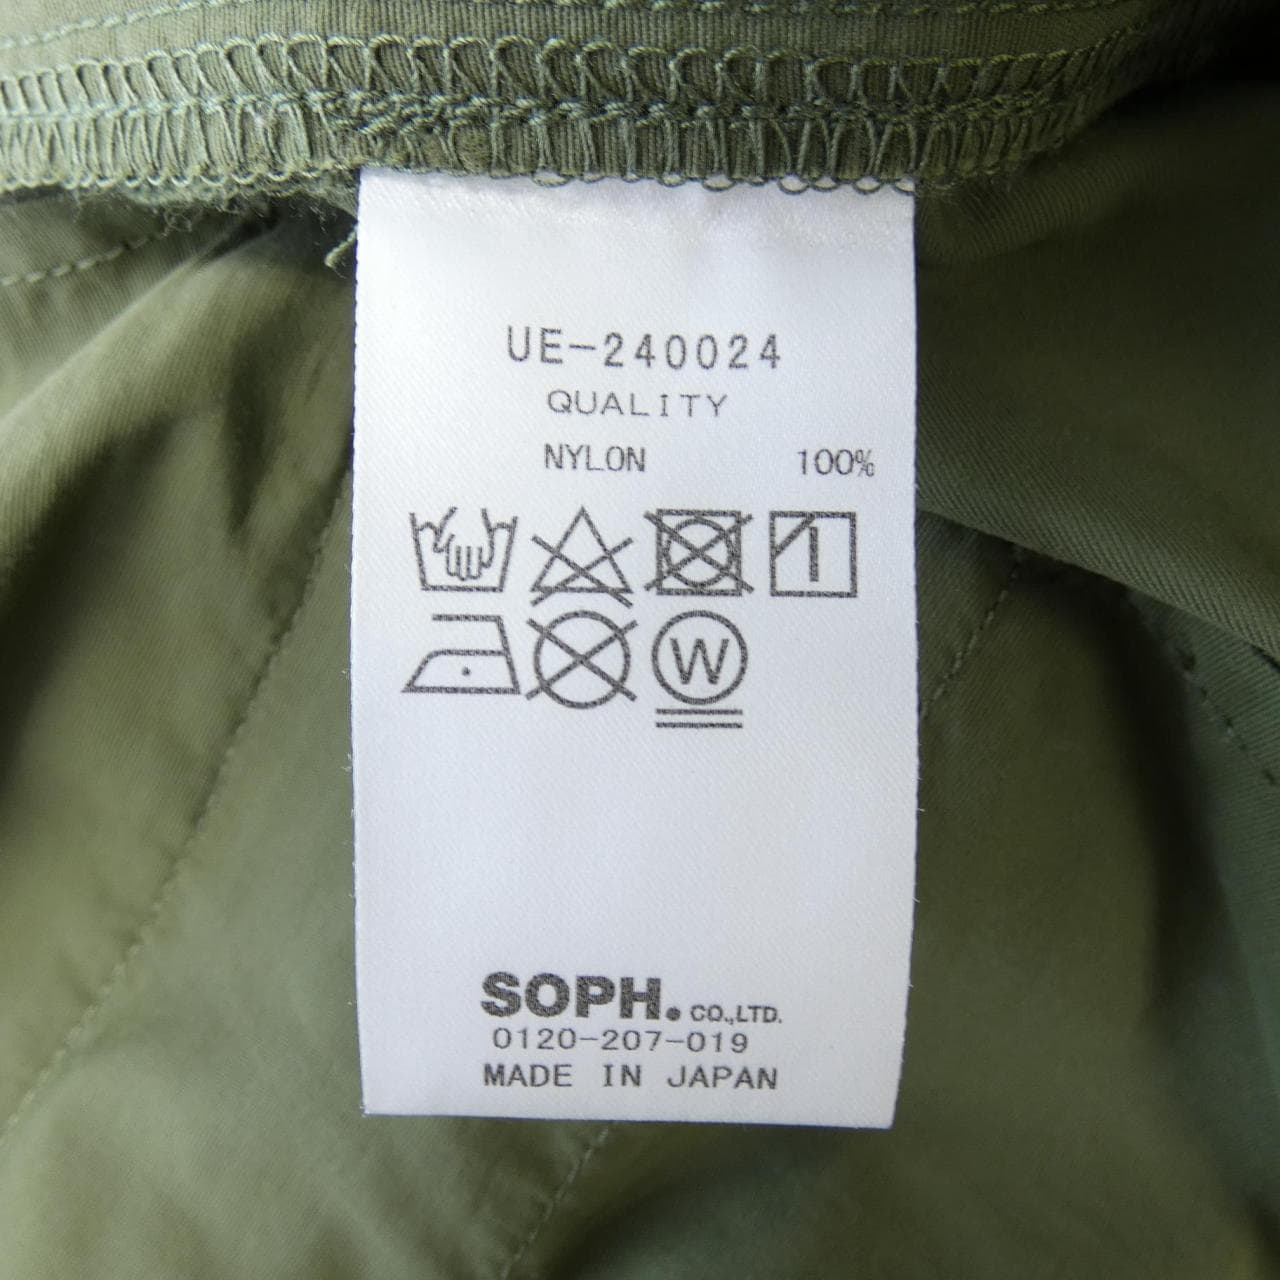 UE-240024
QUALITY
NYLON 100%
W
SOPH. CO.,LTD.
0120-207-019
MADE IN JAPAN